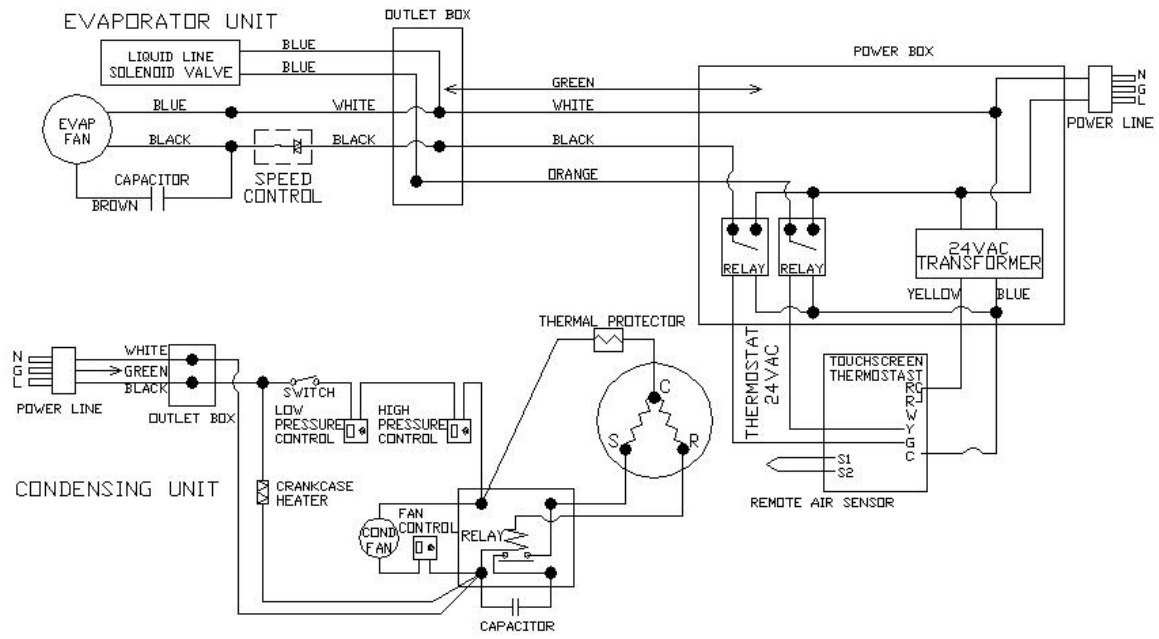 EVAPORATOR UNIT
OUTLET BOX
LIQUID LINE
SOLENOID VALVE
BLUE
BLUE
POWER BOX
GREEN
N
G
L
POWER LINE
EVAP
FAN
BLUE
WHITE
WHITE
BLACK
BLACK
BLACK
CAPACITOR
BROWN
SPEED
CONTROL
ORANGE
RELAY
RELAY
24VAC
TRANSFORMER
YELLOW
BLUE
THERMOSTAT
24VAC
THERMAL PROTECTOR
N
G
L
POWER LINE
WHITE
GREEN
BLACK
OUTLET BOX
SWITCH
LOW
PRESSURE
CONTROL
HIGH
PRESSURE
CONTROL
C
S
R
TOUCHSCREEN
THERMOSTAST
RC
R
W
Y
G
C
S1
S2
REMOTE AIR SENSOR
CONDENSING UNIT
CRANKCASE
HEATER
COND
FAN
FAN
CONTROL
RELAY
CAPACITOR